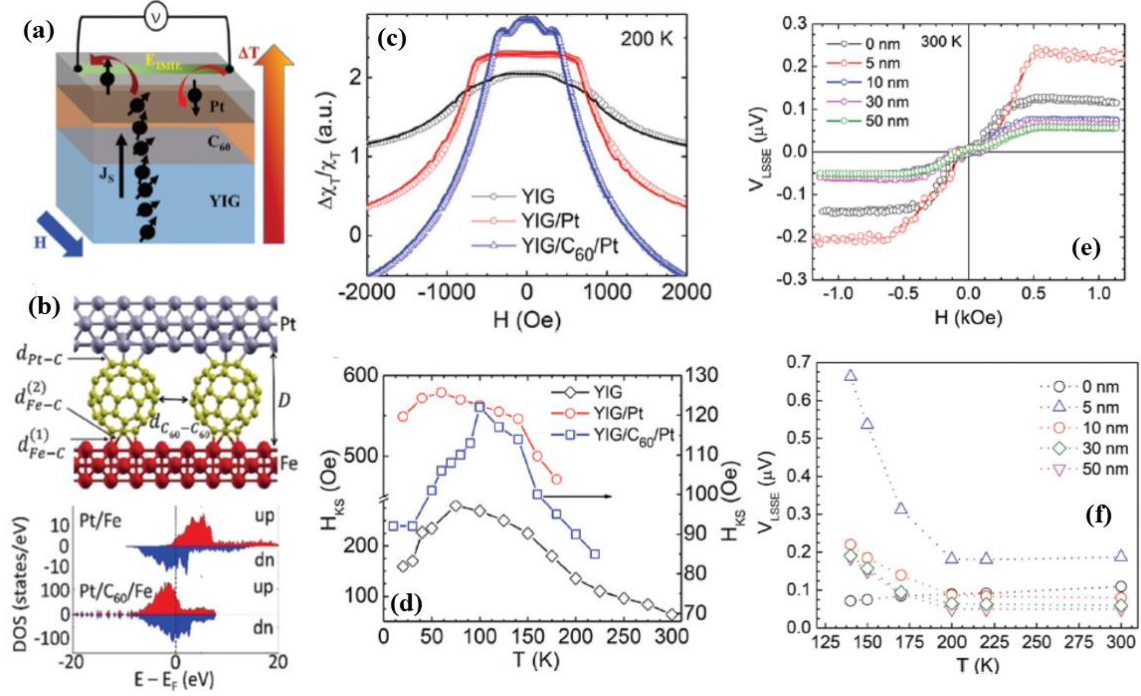 (a)
ν
E_ISHE
ΔT
Pt
C60
J_S
YIG
H
(b)
Pt
d_Pt−C
d_Fe−C^(2)
D
d_C60−C60
d_Fe−C^(1)
Fe
DOS (states/eV)
10
0
10
Pt/Fe
up
dn
100
0
-100
Pt/C60/Fe
up
dn
-20
0
20
E − E_F (eV)
(c)
200 K
Δχ_T/χ_T (a.u.)
2
1
0
YIG
YIG/Pt
YIG/C60/Pt
-2000
-1000
0
1000
2000
H (Oe)
(d)
H_KS (Oe)
600
500
200
100
YIG
YIG/Pt
YIG/C60/Pt
130
120
110
100
90
80
70
H_KS (Oe)
0
50
100
150
200
250
300
T (K)
(e)
V_LSSE (μV)
0.3
0.2
0.1
0.0
-0.1
-0.2
-0.3
0 nm
5 nm
10 nm
30 nm
50 nm
300 K
-1.0
-0.5
0.0
0.5
1.0
H (kOe)
(f)
V_LSSE (μV)
0.7
0.6
0.5
0.4
0.3
0.2
0.1
0.0
0 nm
5 nm
10 nm
30 nm
50 nm
125
150
175
200
225
250
275
300
T (K)